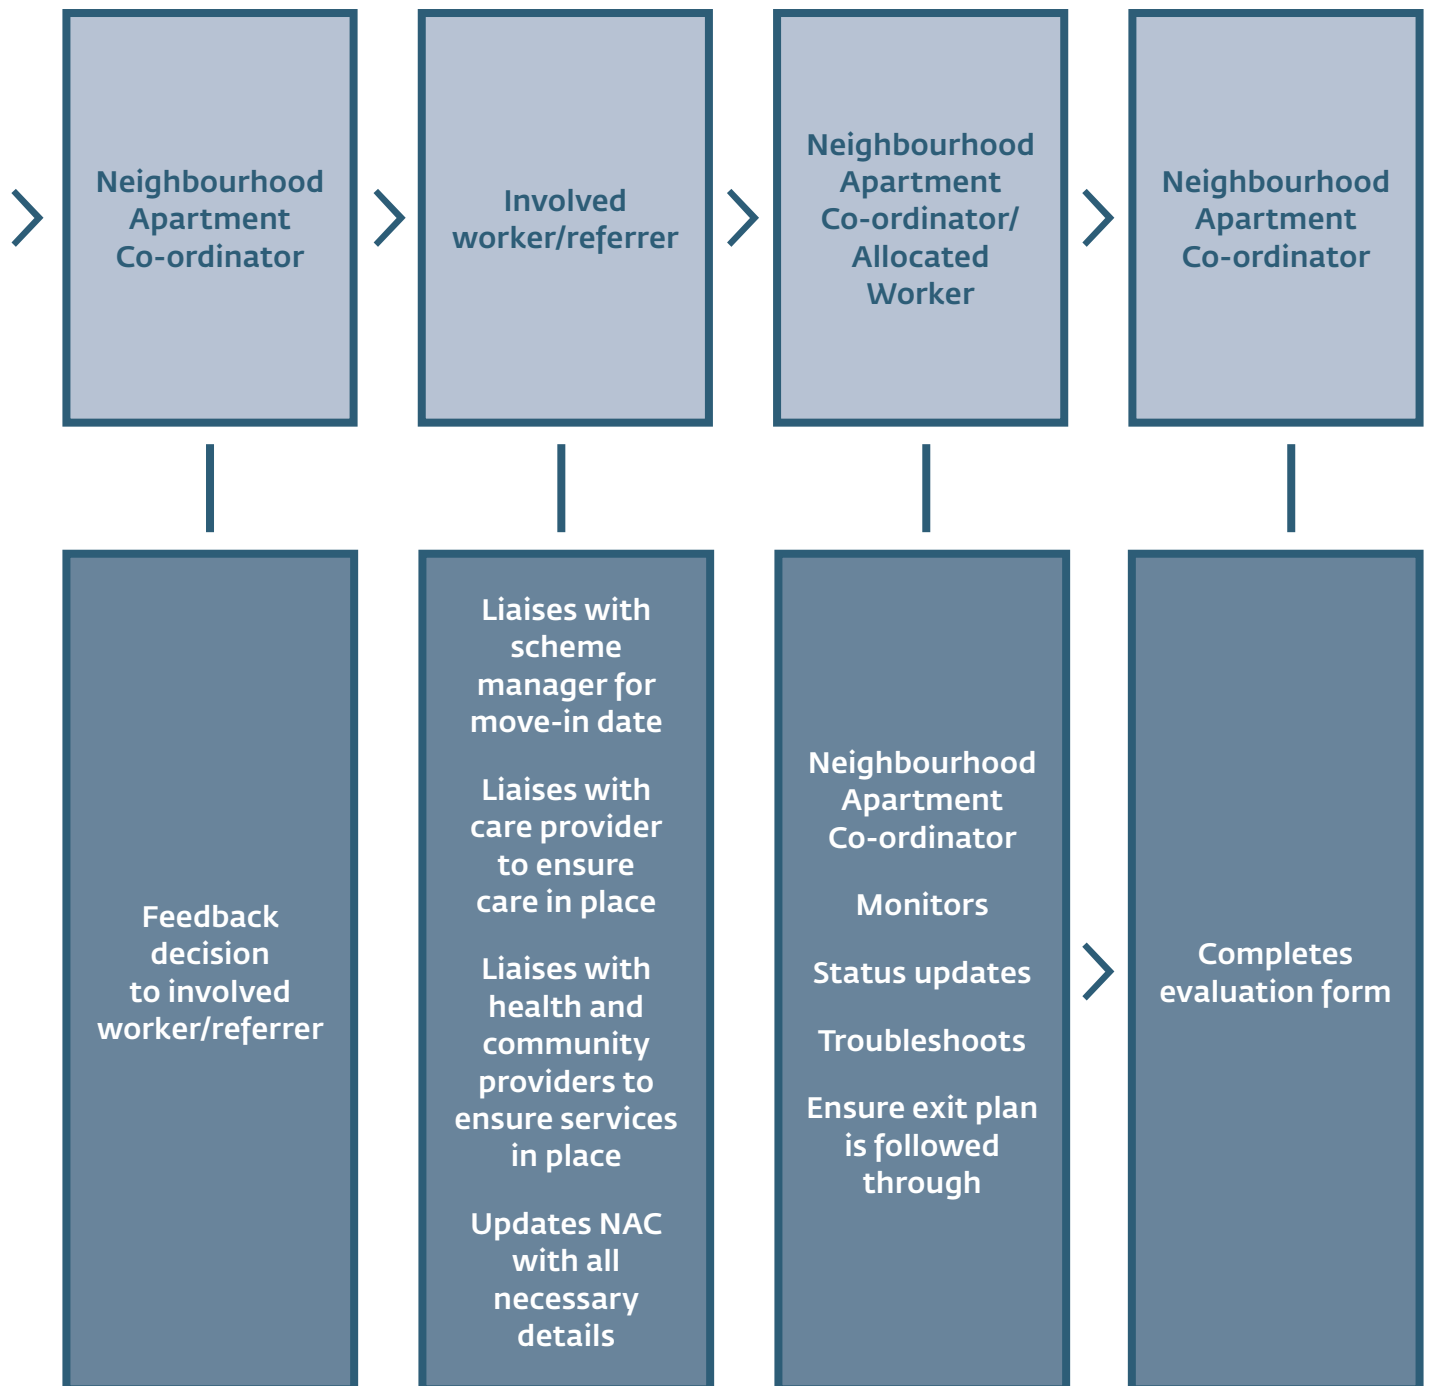 Neighbourhood
Apartment
Co-ordinator
Involved
worker/referrer
Neighbourhood
Apartment
Co-ordinator/
Allocated
Worker
Neighbourhood
Apartment
Co-ordinator
Feedback
decision
to involved
worker/referrer
Liaises with
scheme
manager for
move-in date
Liaises with
care provider
to ensure
care in place
Liaises with
health and
community
providers to
ensure services
in place
Updates NAC
with all
necessary
details
Neighbourhood
Apartment
Co-ordinator
Monitors
Status updates
Troubleshoots
Ensure exit plan
is followed
through
Completes
evaluation form